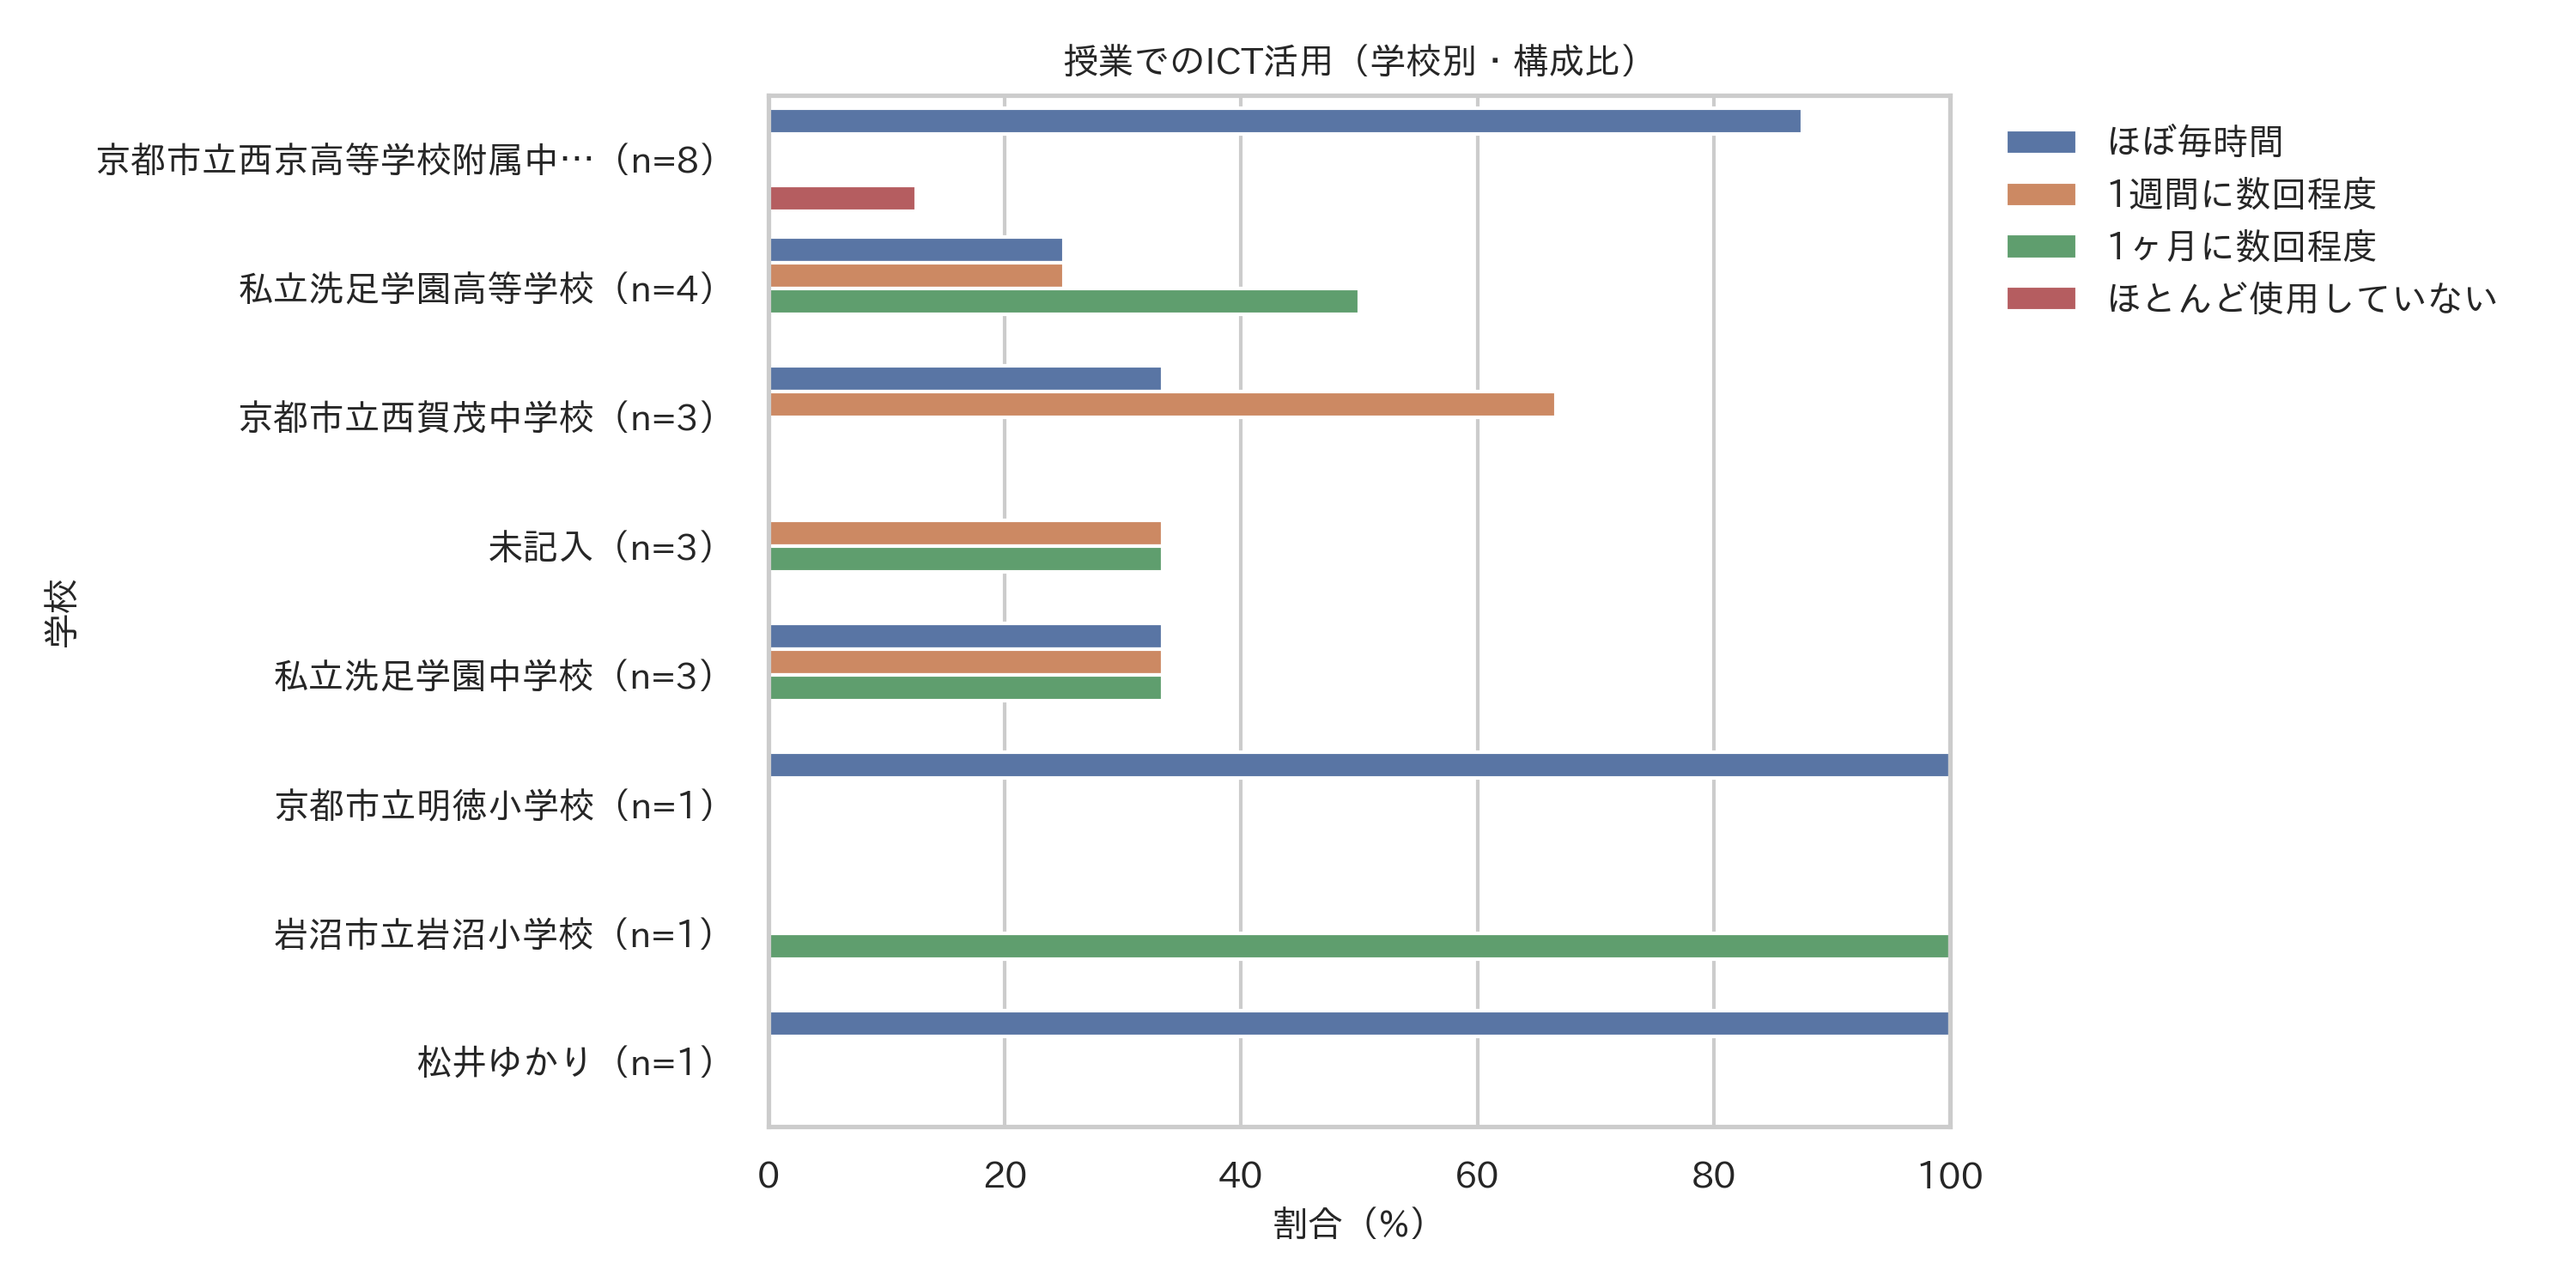 授業でのICT活用（学校別・構成比）
京都市立西京高等学校附属中…（n=8）
私立洗足学園高等学校（n=4）
京都市立西賀茂中学校（n=3）
未記入（n=3）
私立洗足学園中学校（n=3）
京都市立明徳小学校（n=1）
岩沼市立岩沼小学校（n=1）
松井ゆかり（n=1）
学校
0 20 40 60 80 100
割合（%）
ほぼ毎時間
1週間に数回程度
1ヶ月に数回程度
ほとんど使用していない